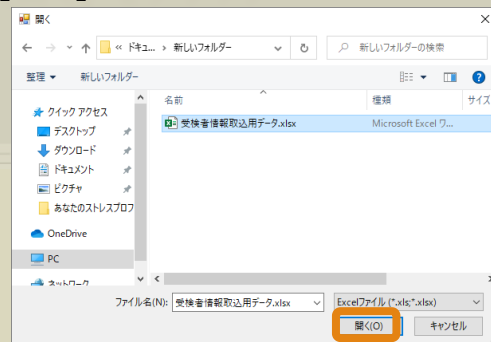 開く
« ドキュ... › 新しいフォルダー
新しいフォルダーの検索
整理 新しいフォルダー
名前 種類 サイズ
クイック アクセス
受検者情報取込用データ.xlsx Microsoft Excel ワ...
デスクトップ
ダウンロード
ドキュメント
ピクチャ
あなたのストレスプロフ
OneDrive
PC
ネットワーク
ファイル名(N): 受検者情報取込用データ.xlsx Excelファイル (*.xls;*.xlsx)
開く(O) キャンセル